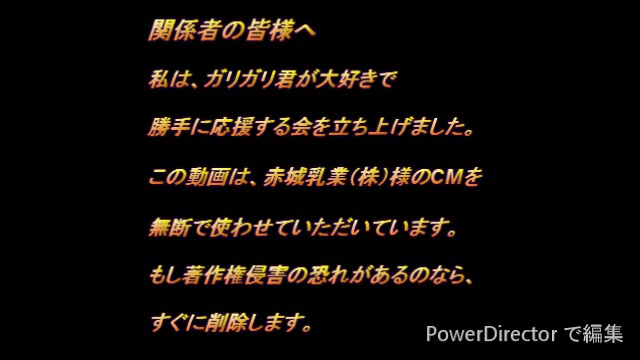 関係者の皆様へ
私は、ガリガリ君が大好きで
勝手に応援する会を立ち上げました。
この動画は、赤城乳業（株）様のCMを
無断で使わせていただいています。
もし著作権侵害の恐れがあるのなら、
すぐに削除します。
PowerDirector で編集